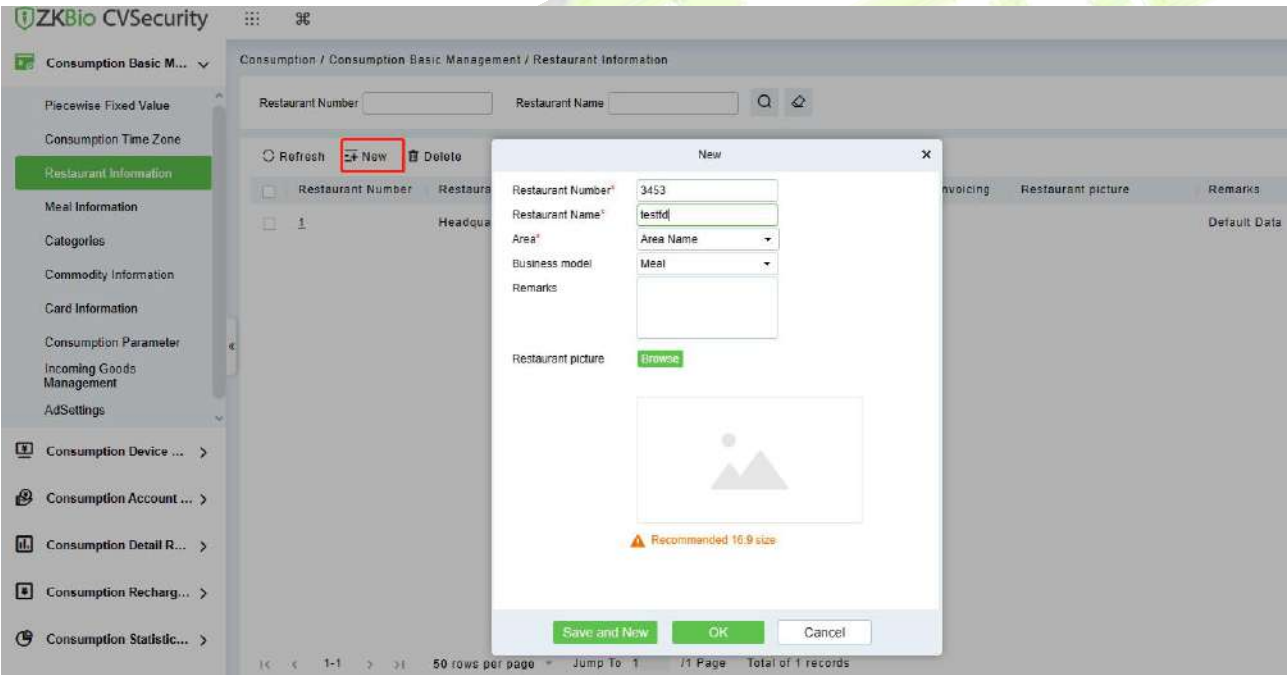 ZKBio CVSecurity
Consumption Basic M...
Consumption / Consumption Basic Management / Restaurant Information
Piecewise Fixed Value
Consumption Time Zone
Restaurant Information
Meal Information
Categories
Commodity Information
Card Information
Consumption Parameter
Incoming Goods
Management
AdSettings
Consumption Device ...
Consumption Account ...
Consumption Detail R...
Consumption Recharg...
Consumption Statistic...
Restaurant Number Restaurant Name
Refresh New Delete
Restaurant Number Restaura nvoicing Restaurant picture Remarks
1 Headqua Default Data
New ×
Restaurant Number* 3453
Restaurant Name* testfd
Area* Area Name
Business model Meal
Remarks
Restaurant picture Browse
Recommended 16:9 size
Save and New OK Cancel
1-1 50 rows per page Jump To 1 /1 Page Total of 1 records